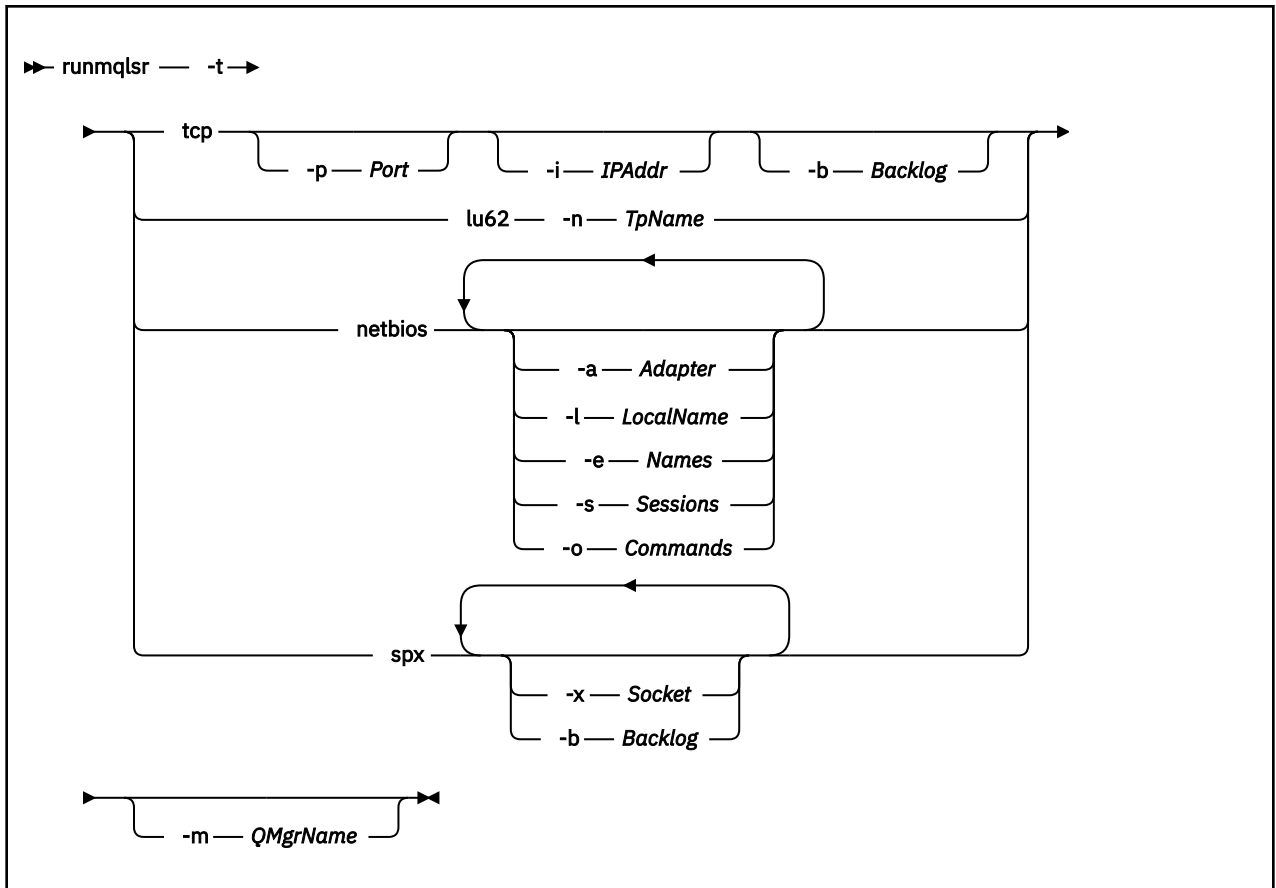 runmqlsr -t
tcp
-p Port -i IPAddr -b Backlog
lu62 -n TpName
netbios
-a Adapter
-l LocalName
-e Names
-s Sessions
-o Commands
spx
-x Socket
-b Backlog
-m QMgrName